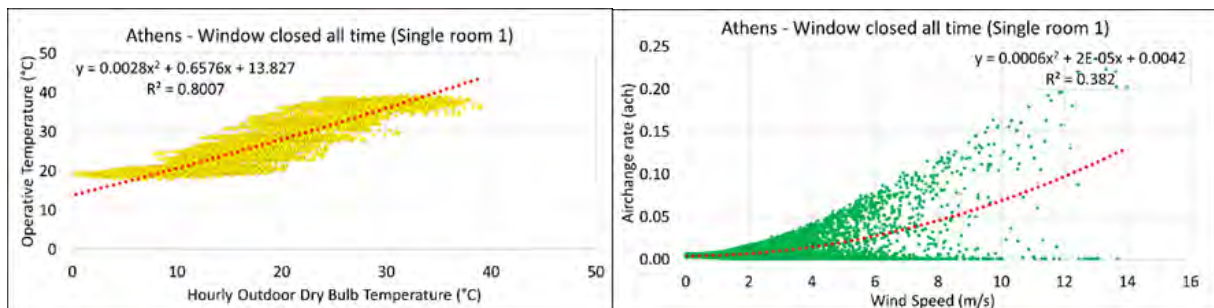 Athens - Window closed all time (Single room 1)
y = 0.0028x² + 0.6576x + 13.827
R² = 0.8007
50
40
30
20
10
0
Operative Temperature (°C)
0 10 20 30 40 50
Hourly Outdoor Dry Bulb Temperature (°C)
Athens - Window closed all time (Single room 1)
y = 0.0006x² + 2E-05x + 0.0042
R² = 0.382
0.25
0.20
0.15
0.10
0.05
0.00
Airchange rate (ach)
0 2 4 6 8 10 12 14 16
Wind Speed (m/s)